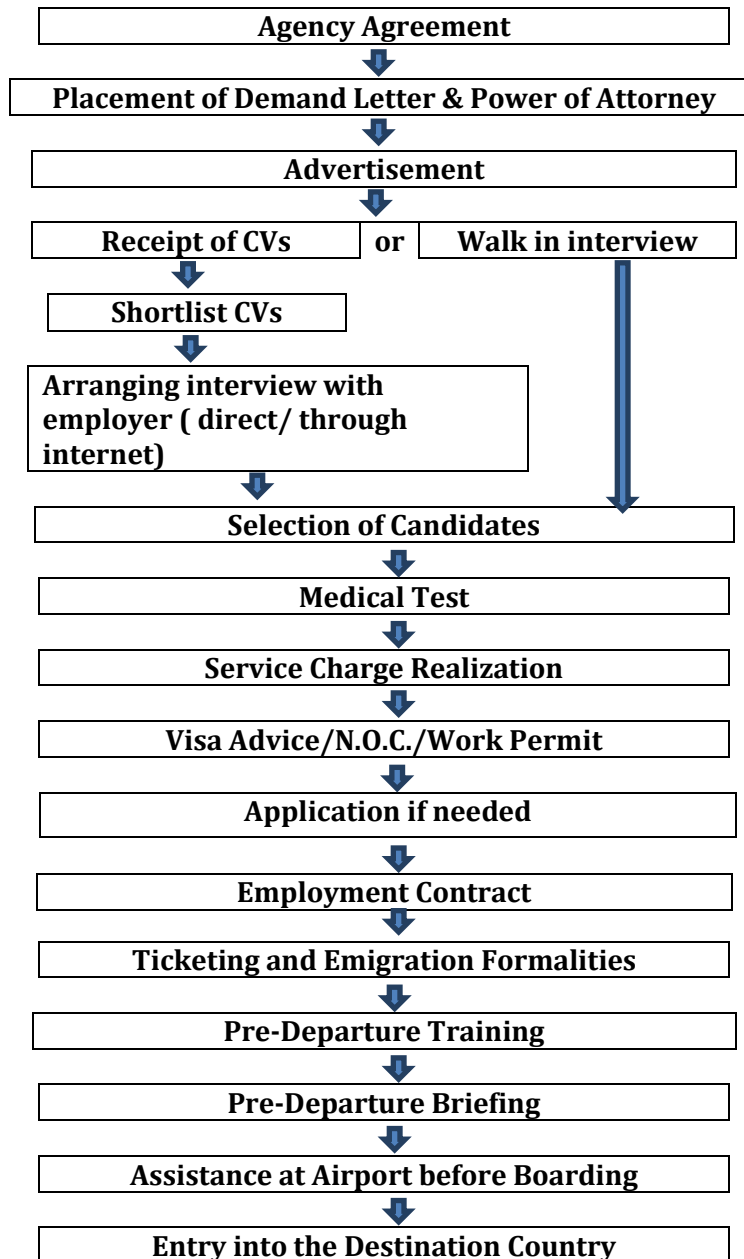 Agency Agreement
Placement of Demand Letter & Power of Attorney
Advertisement
Receipt of CVs or Walk in interview
Shortlist CVs
Arranging interview with
employer ( direct/ through
internet)
Selection of Candidates
Medical Test
Service Charge Realization
Visa Advice/N.O.C./Work Permit
Application if needed
Employment Contract
Ticketing and Emigration Formalities
Pre-Departure Training
Pre-Departure Briefing
Assistance at Airport before Boarding
Entry into the Destination Country